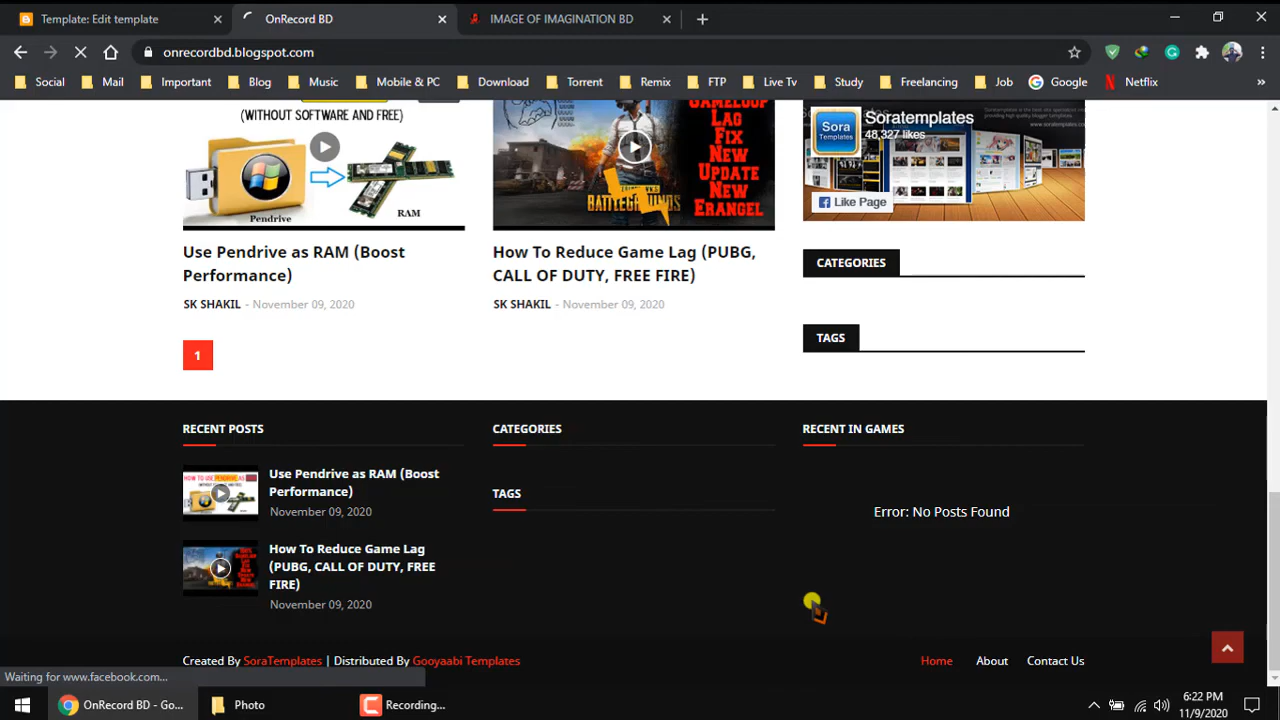 Template: Edit template
OnRecord BD
IMAGE OF IMAGINATION BD
onrecordbd.blogspot.com
Social
Mail
Important
Blog
Music
Mobile & PC
Download
Torrent
Remix
FTP
Live Tv
Study
Freelancing
Job
Google
Netflix
(WITHOUT SOFTWARE AND FREE)
Pendrive
RAM
GAMELOOP
LAG
FIX
NEW
UPDATE
NEW
ERANGEL
BATTLEGROUNDS
Sora
Templates
Soratemplates
48,327 likes
Like Page
Use Pendrive as RAM (Boost
Performance)
SK SHAKIL - November 09, 2020
How To Reduce Game Lag (PUBG,
CALL OF DUTY, FREE FIRE)
SK SHAKIL - November 09, 2020
CATEGORIES
TAGS
1
RECENT POSTS
Use Pendrive as RAM (Boost
Performance)
November 09, 2020
How To Reduce Game Lag
(PUBG, CALL OF DUTY, FREE
FIRE)
November 09, 2020
CATEGORIES
TAGS
RECENT IN GAMES
Error: No Posts Found
Created By SoraTemplates | Distributed By Gooyaabi Templates
Home
About
Contact Us
Waiting for www.facebook.com...
OnRecord BD - Go...
Photo
Recording...
6:22 PM
11/9/2020